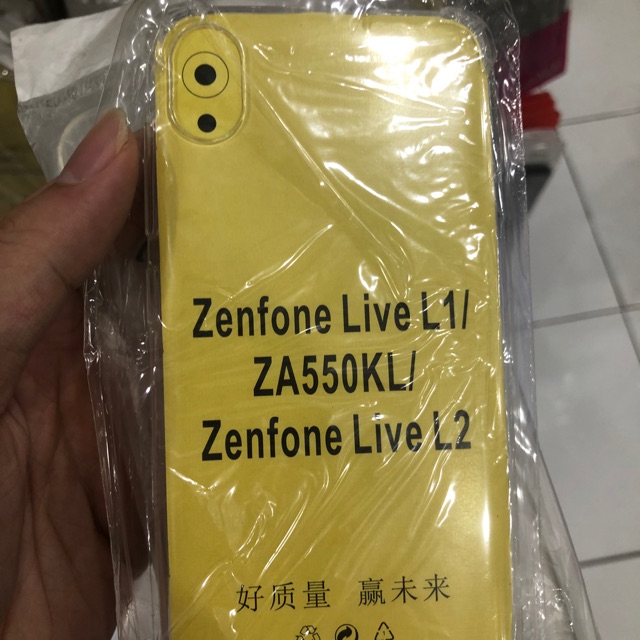 Zenfone Live L1/
ZA550KL/
Zenfone Live L2
好质量 赢未来